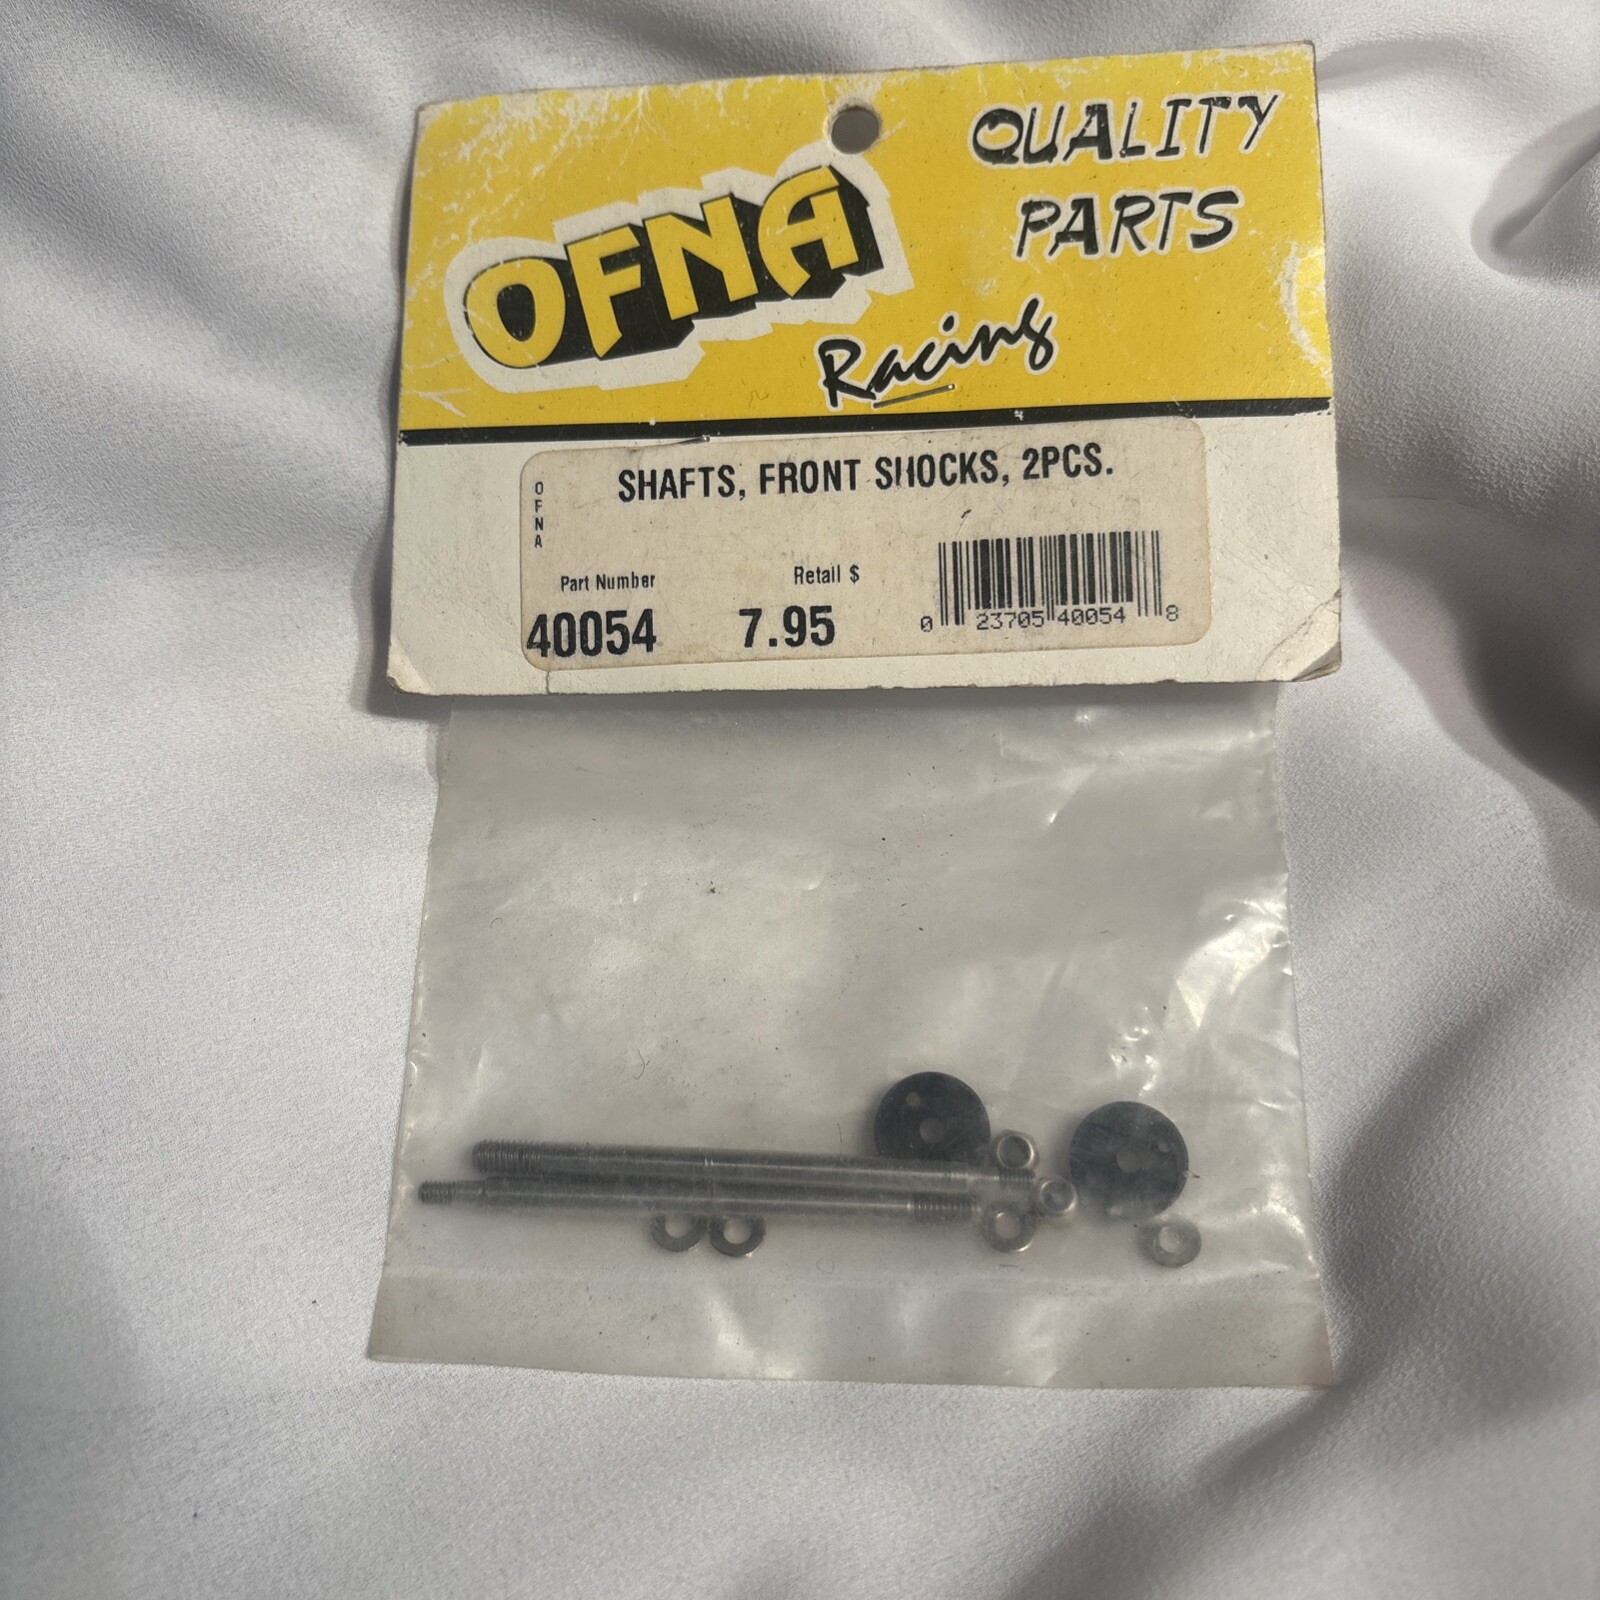 QUALITY
PARTS
OFNA
Racing
SHAFTS, FRONT SHOCKS, 2PCS.
OFNA
Part Number
Retail $
40054
7.95
0 23705 40054 8